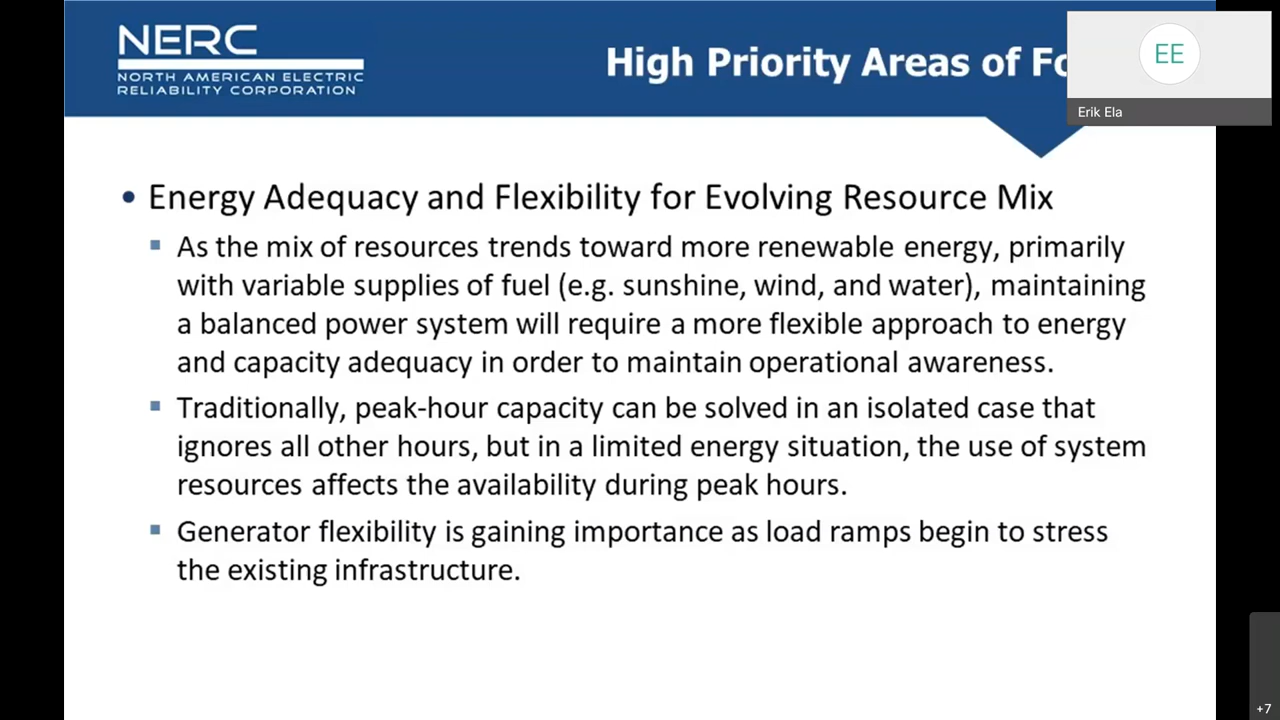 NERC
NORTH AMERICAN ELECTRIC
RELIABILITY CORPORATION
High Priority Areas of
EE
Erik Ela
• Energy Adequacy and Flexibility for Evolving Resource Mix
▪ As the mix of resources trends toward more renewable energy, primarily
with variable supplies of fuel (e.g. sunshine, wind, and water), maintaining
a balanced power system will require a more flexible approach to energy
and capacity adequacy in order to maintain operational awareness.
▪ Traditionally, peak-hour capacity can be solved in an isolated case that
ignores all other hours, but in a limited energy situation, the use of system
resources affects the availability during peak hours.
▪ Generator flexibility is gaining importance as load ramps begin to stress
the existing infrastructure.
+7